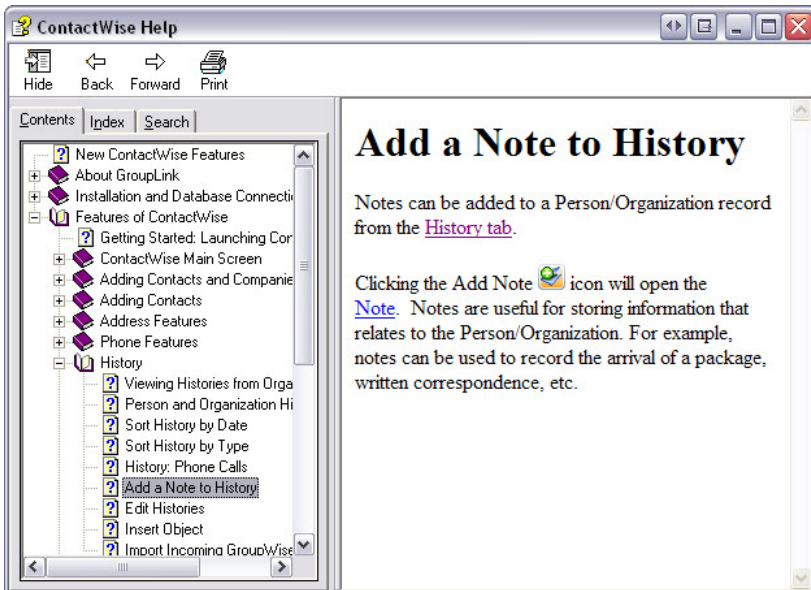 ContactWise Help
Hide Back Forward Print
Contents Index Search
New ContactWise Features
About GroupLink
Installation and Database Connecti
Features of ContactWise
Getting Started: Launching Cor
ContactWise Main Screen
Adding Contacts and Companie
Adding Contacts
Address Features
Phone Features
History
Viewing Histories from Orga
Person and Organization Hi
Sort History by Date
Sort History by Type
History: Phone Calls
Add a Note to History
Edit Histories
Insert Object
Import Incoming GroupWise
Add a Note to History
Notes can be added to a Person/Organization record
from the History tab.
Clicking the Add Note icon will open the
Note. Notes are useful for storing information that
relates to the Person/Organization. For example,
notes can be used to record the arrival of a package,
written correspondence, etc.